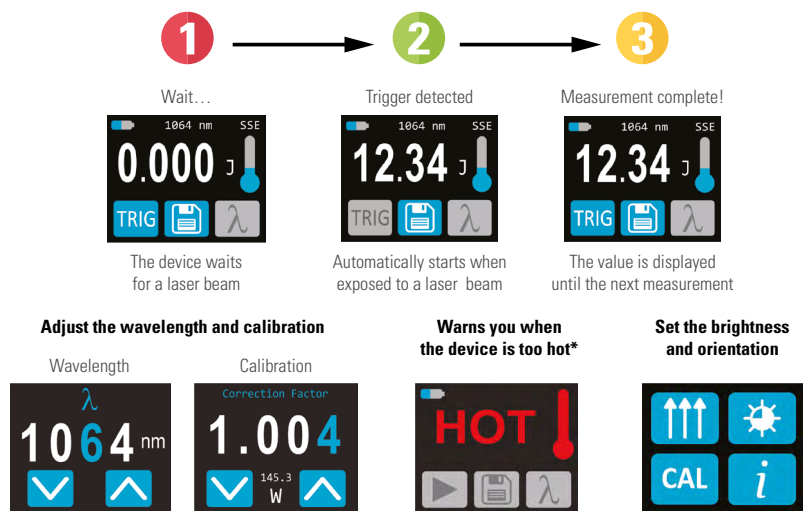 1
2
3
Wait…
Trigger detected
Measurement complete!
1064 nm SSE
0.000 J
TRIG λ
1064 nm SSE
12.34 J
TRIG λ
1064 nm SSE
12.34 J
TRIG λ
The device waits
for a laser beam
Automatically starts when
exposed to a laser beam
The value is displayed
until the next measurement
Adjust the wavelength and calibration
Wavelength
λ
1064 nm
Calibration
Correction Factor
1.004
145.3
W
Warns you when
the device is too hot*
HOT
λ
Set the brightness
and orientation
CAL i